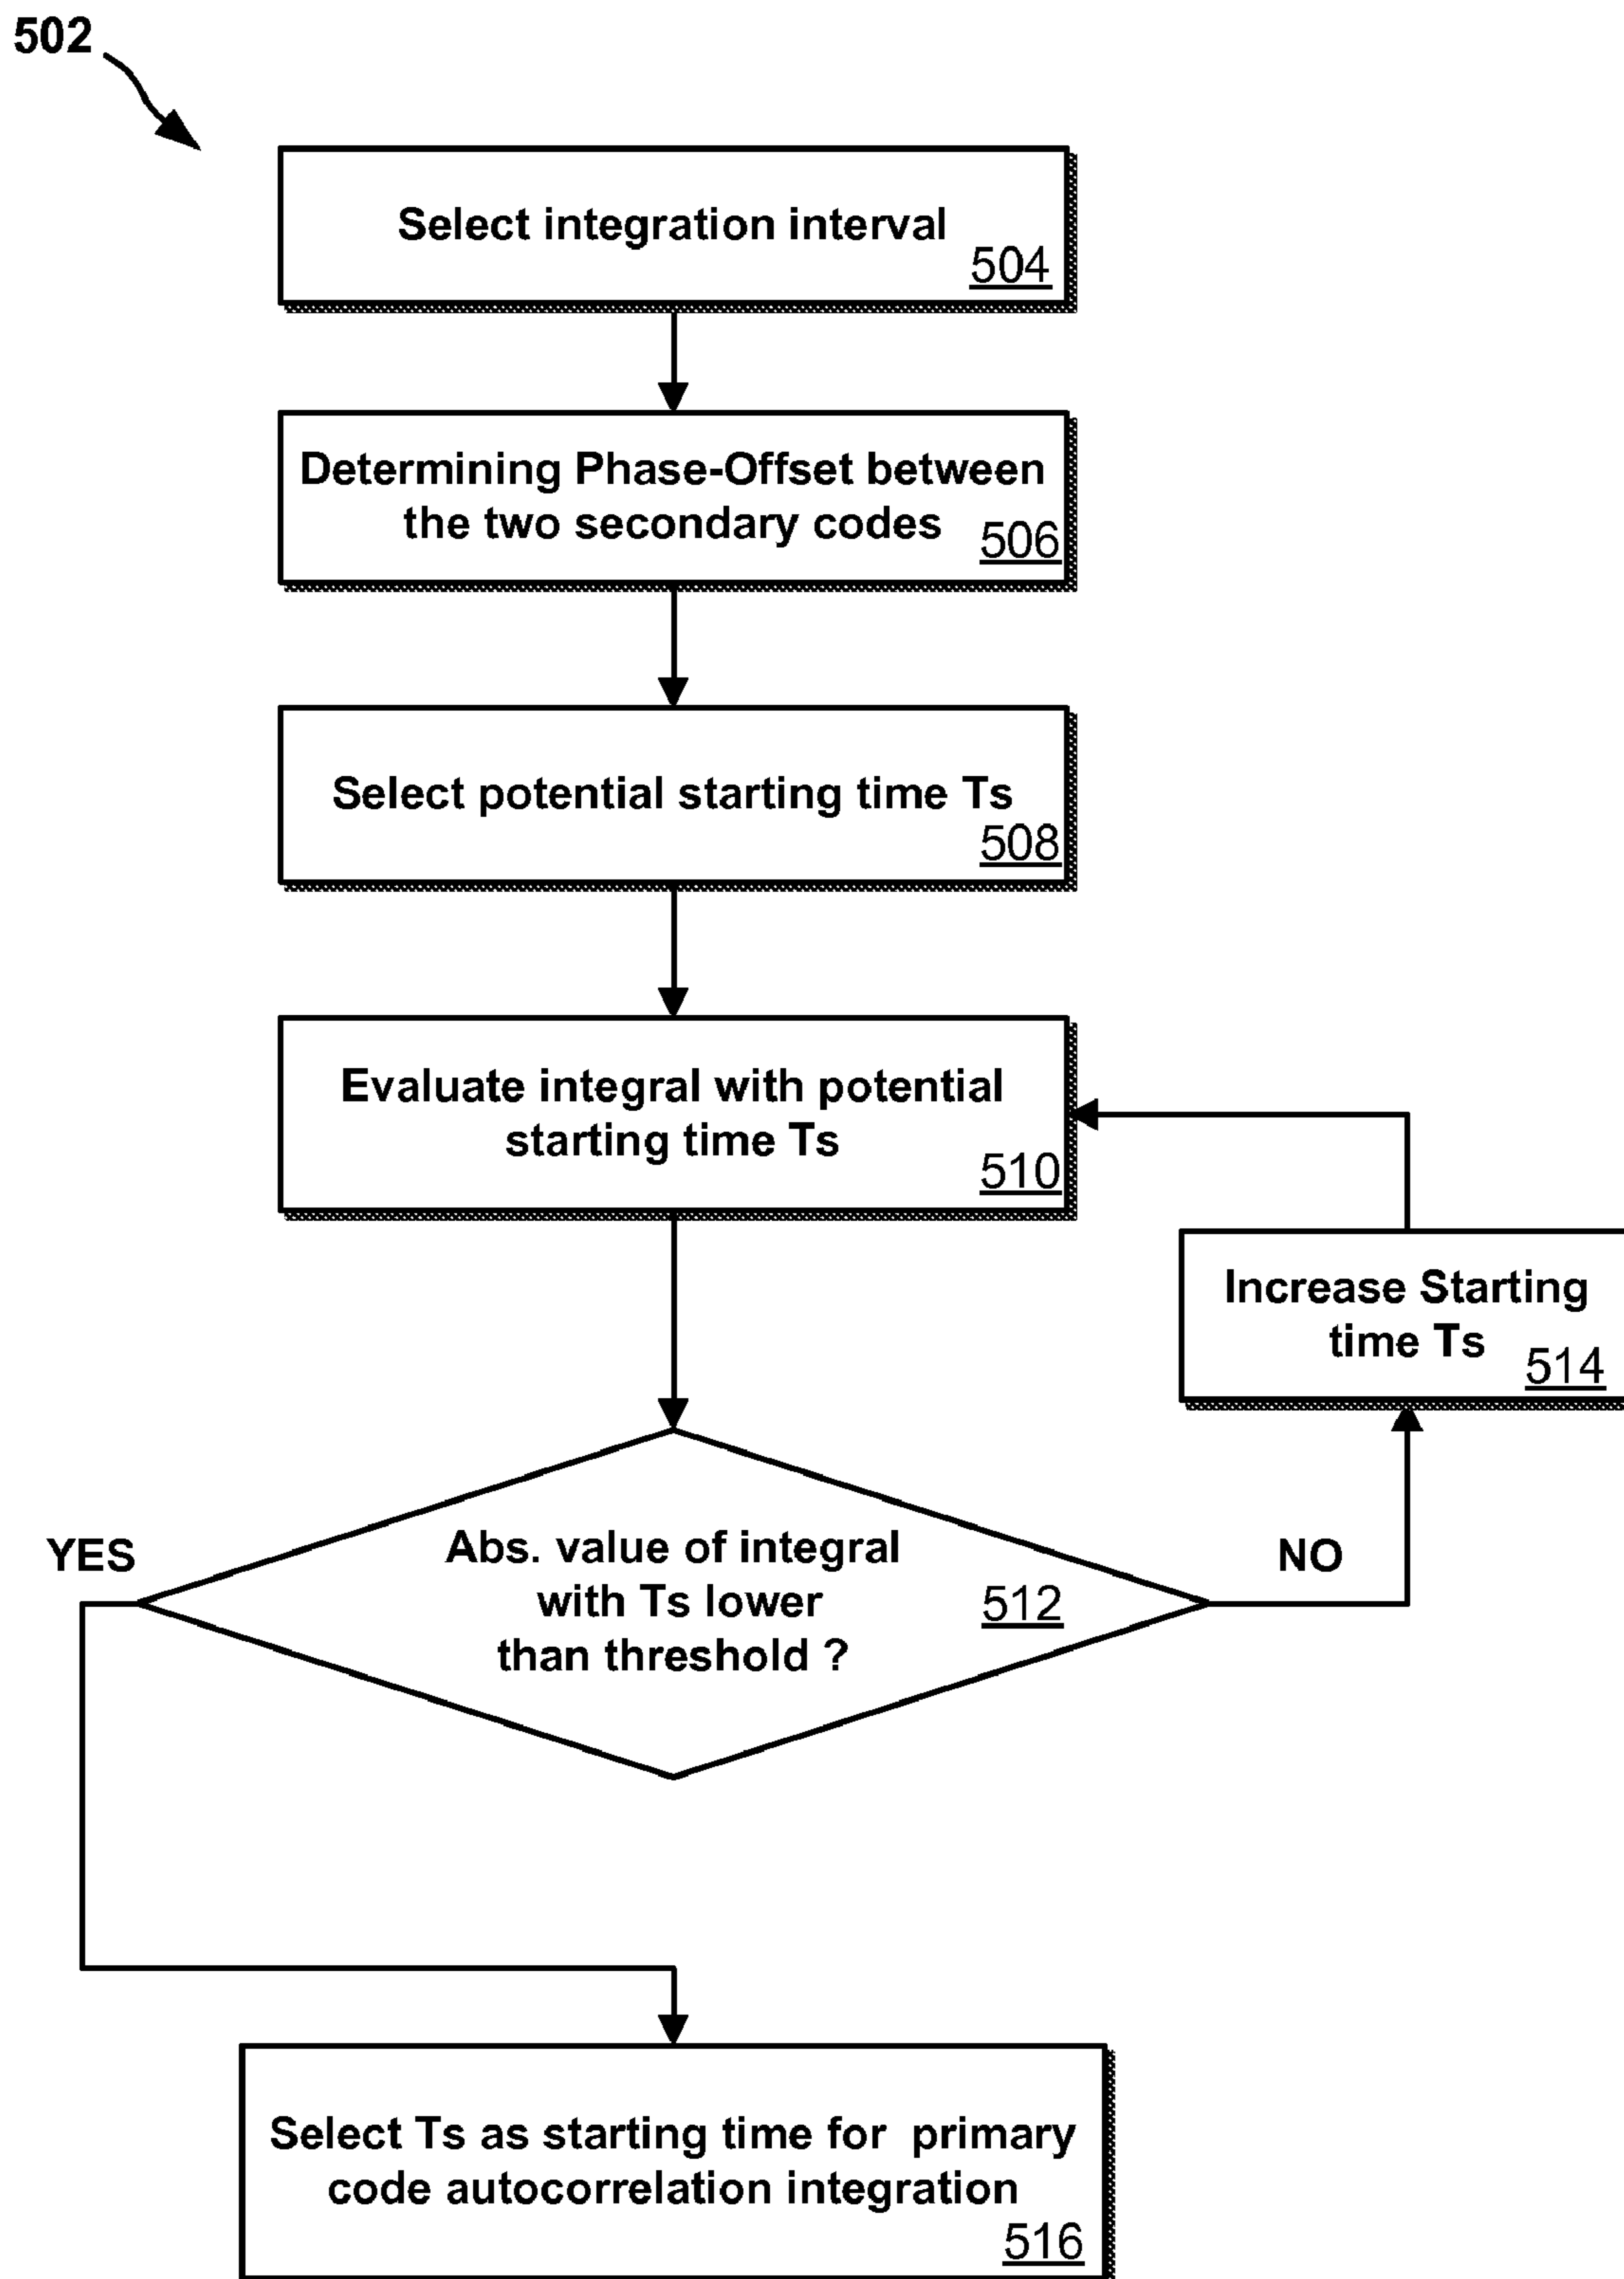 502
Select integration interval
504
Determining Phase-Offset between
the two secondary codes
506
Select potential starting time Ts
508
Evaluate integral with potential
starting time Ts
510
Increase Starting
time Ts
514
YES
Abs. value of integral
with Ts lower
than threshold ?
512
NO
Select Ts as starting time for primary
code autocorrelation integration
516